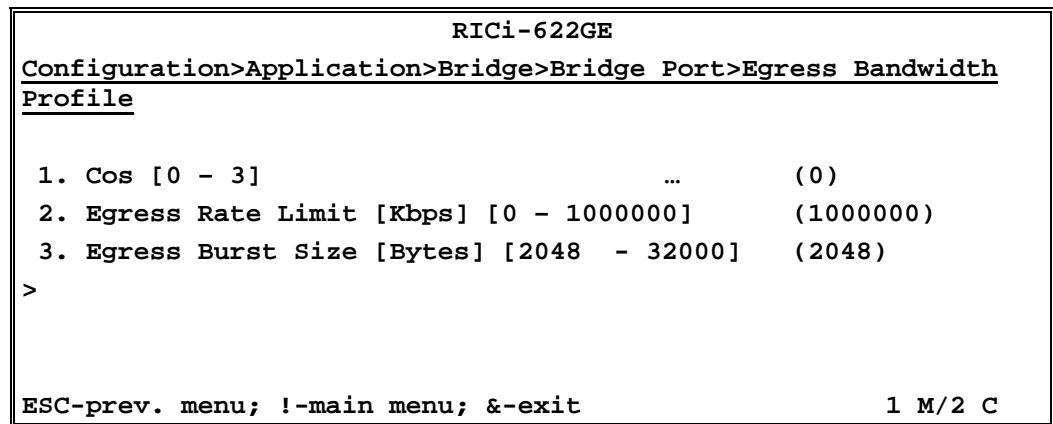 RICi-622GE
Configuration>Application>Bridge>Bridge Port>Egress Bandwidth
Profile
1. Cos [0 – 3] … (0)
2. Egress Rate Limit [Kbps] [0 – 1000000] (1000000)
3. Egress Burst Size [Bytes] [2048 - 32000] (2048)
>
ESC-prev. menu; !-main menu; &-exit 1 M/2 C